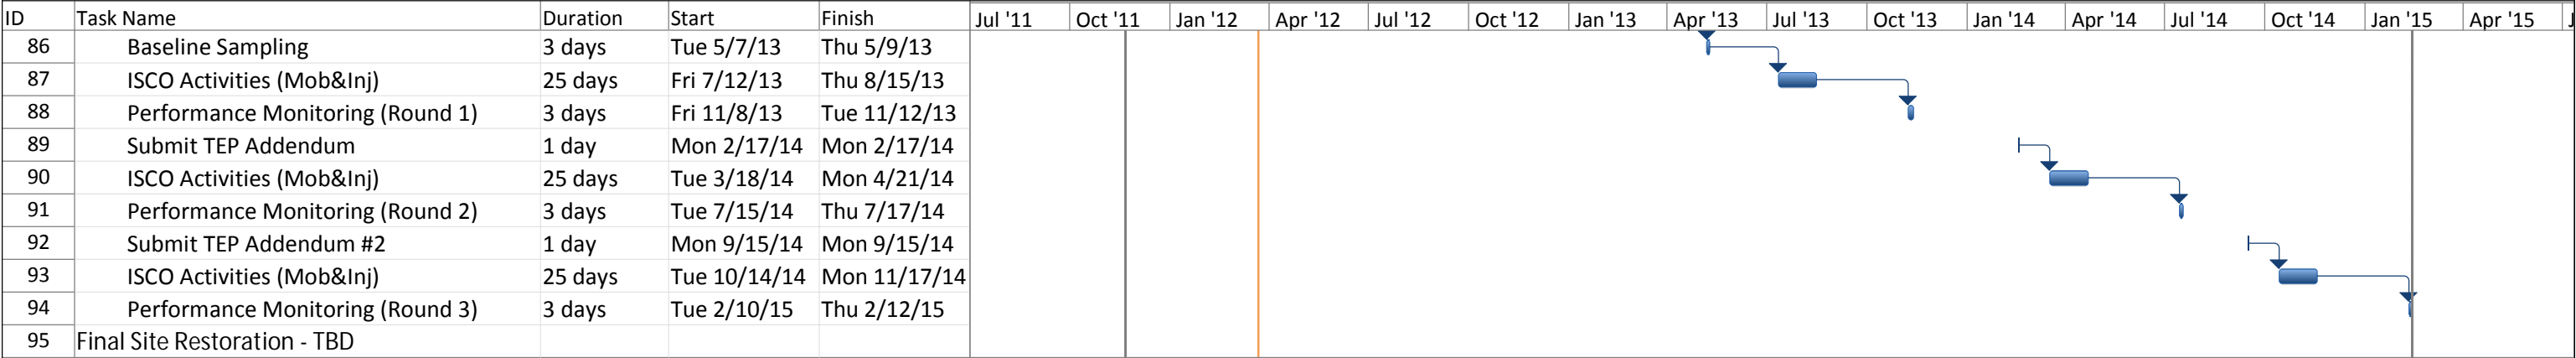 ID Task Name Duration Start Finish Jul '11 Oct '11 Jan '12 Apr '12 Jul '12 Oct '12 Jan '13 Apr '13 Jul '13 Oct '13 Jan '14 Apr '14 Jul '14 Oct '14 Jan '15 Apr '15
86 Baseline Sampling 3 days Tue 5/7/13 Thu 5/9/13
87 ISCO Activities (Mob&Inj) 25 days Fri 7/12/13 Thu 8/15/13
88 Performance Monitoring (Round 1) 3 days Fri 11/8/13 Tue 11/12/13
89 Submit TEP Addendum 1 day Mon 2/17/14 Mon 2/17/14
90 ISCO Activities (Mob&Inj) 25 days Tue 3/18/14 Mon 4/21/14
91 Performance Monitoring (Round 2) 3 days Tue 7/15/14 Thu 7/17/14
92 Submit TEP Addendum #2 1 day Mon 9/15/14 Mon 9/15/14
93 ISCO Activities (Mob&Inj) 25 days Tue 10/14/14 Mon 11/17/14
94 Performance Monitoring (Round 3) 3 days Tue 2/10/15 Thu 2/12/15
95 Final Site Restoration - TBD